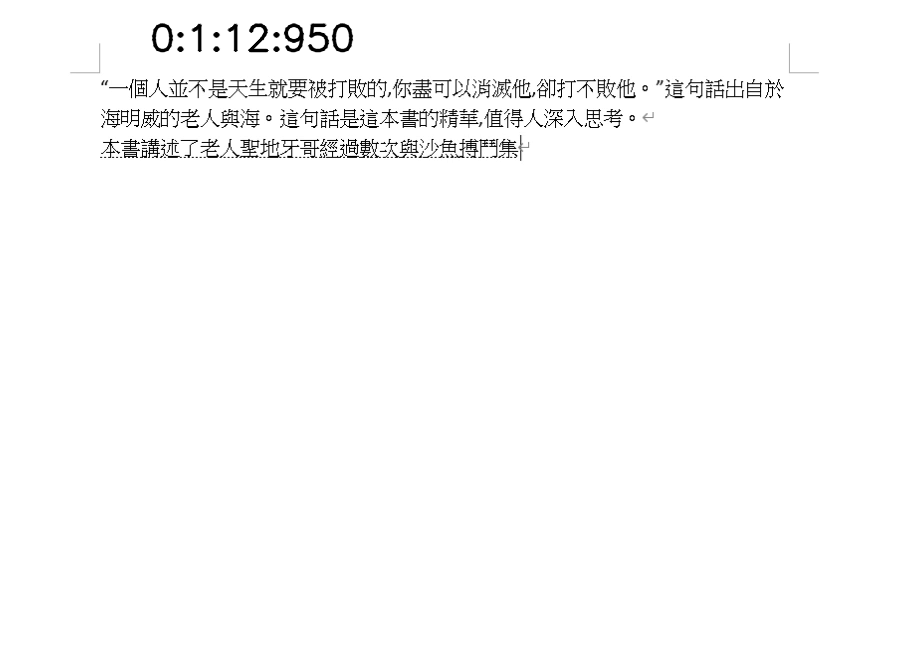 0:1:12:950
“一個人並不是天生就要被打敗的,你盡可以消滅他,卻打不敗他。”這句話出自於
海明威的老人與海。這句話是這本書的精華,值得人深入思考。
本書講述了老人聖地牙哥經過數次與沙魚搏鬥集